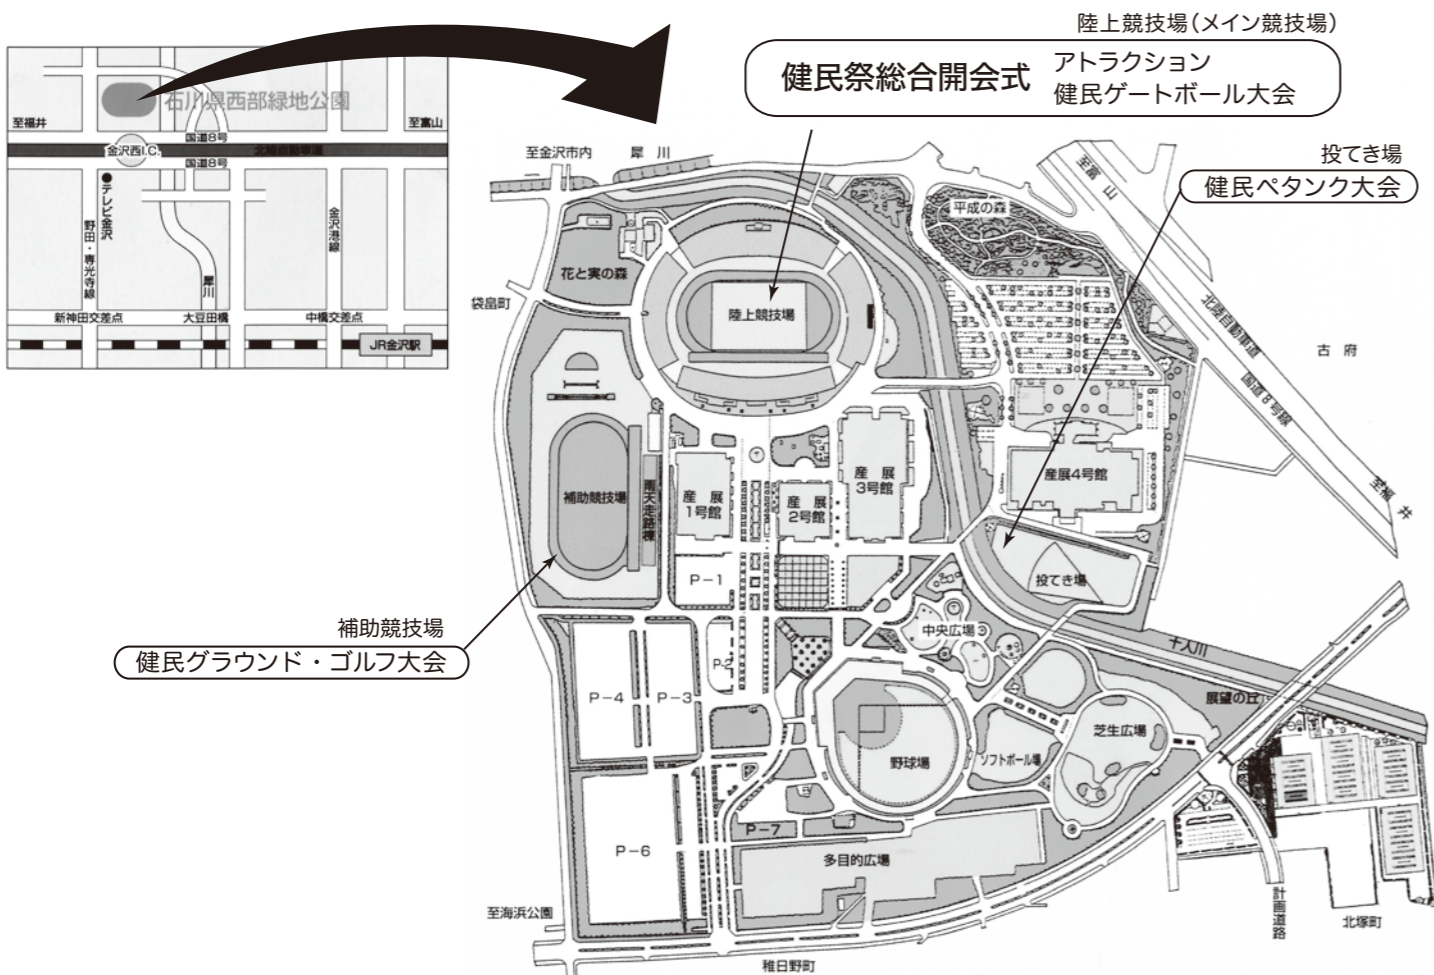 陸上競技場(メイン競技場)
健民祭総合開会式
アトラクション
健民ゲートボール大会
投てき場
健民ペタンク大会
補助競技場
健民グラウンド・ゴルフ大会
石川県西部緑地公園
至福井
至富山
国道8号
金沢西I.C.
北陸自動車道
国道8号
テレビ金沢
野田・専光寺線
犀川
金沢港線
新神田交差点
大豆田橋
中橋交差点
JR金沢駅
至金沢市内
犀川
至富山
平成の森
花と実の森
袋畠町
陸上競技場
北陸自動車道
国道8号線
古府
至福井
補助競技場
雨天走路棟
産展
1号館
産展
2号館
産展
3号館
産展4号館
投てき場
P-1
P-2
P-3
P-4
中央広場
十人川
展望の丘
芝生広場
ソフトボール場
野球場
P-6
P-7
多目的広場
至海浜公園
稚日野町
計画道路
北塚町